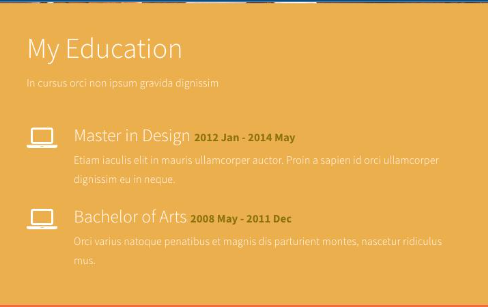 My Education
In cursus orci non ipsum gravida dignissim
Master in Design 2012 Jan - 2014 May
Etiam iaculis elit in mauris ullamcorper auctor. Proin a sapien id orci ullamcorper
dignissim eu in neque.
Bachelor of Arts 2008 May - 2011 Dec
Orci varius natoque penatibus et magnis dis parturient montes, nascetur ridiculus
mus.